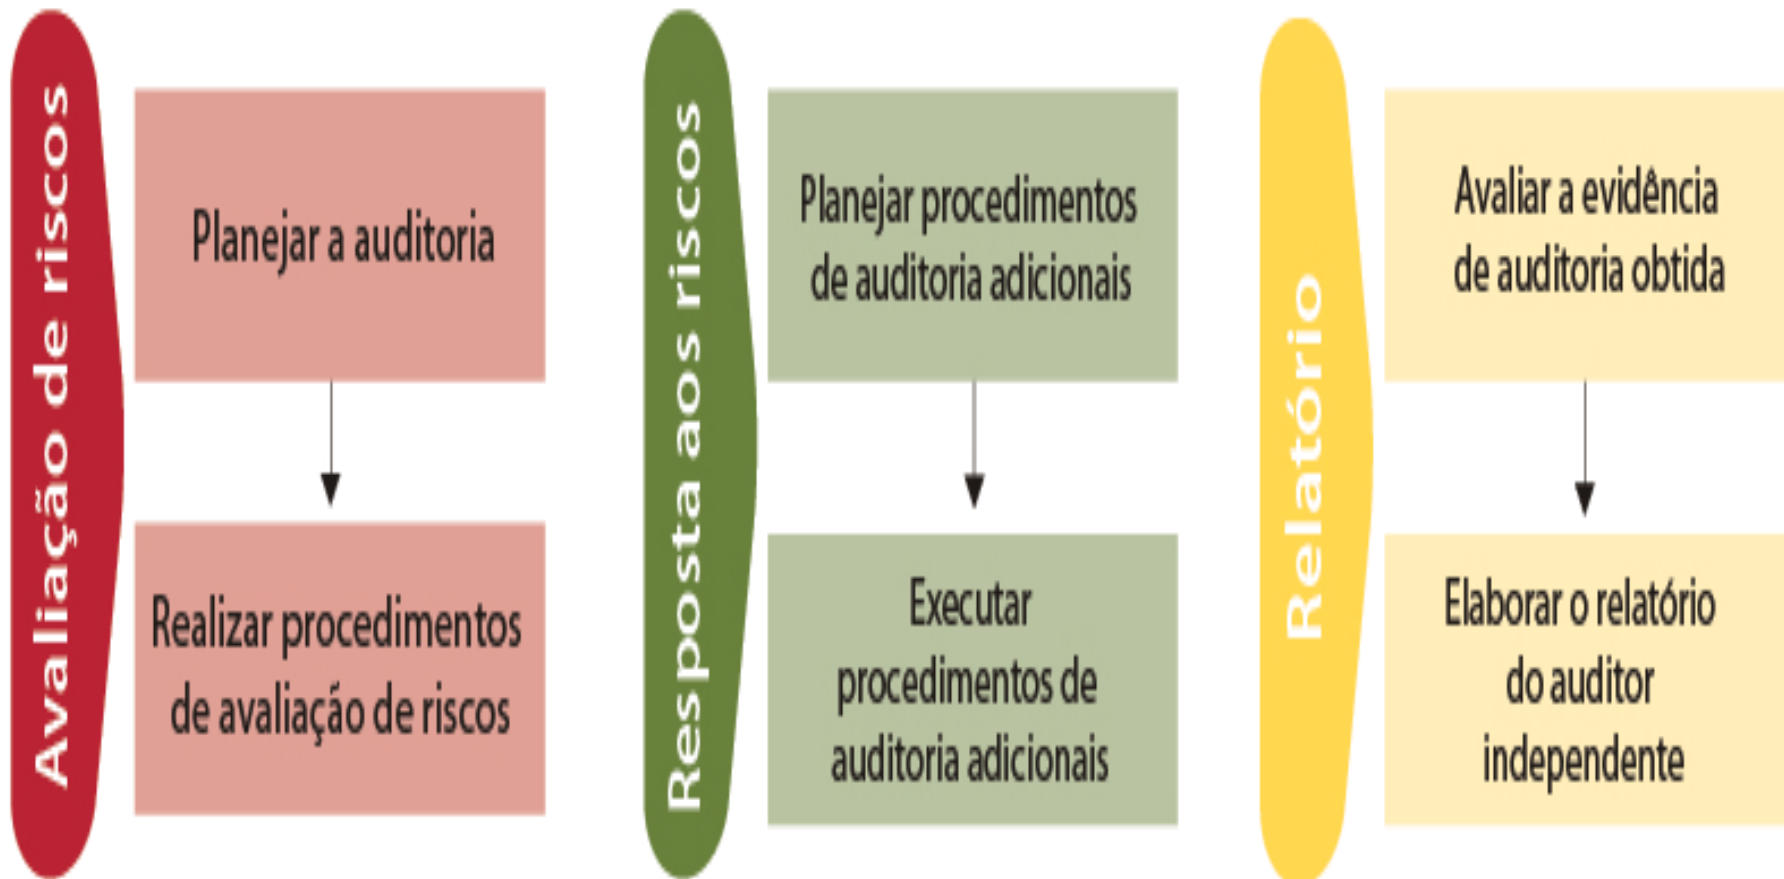 Avaliação de riscos
Planejar a auditoria
Realizar procedimentos
de avaliação de riscos
Resposta aos riscos
Planejar procedimentos
de auditoria adicionais
Executar
procedimentos de
auditoria adicionais
Relatório
Avaliar a evidência
de auditoria obtida
Elaborar o relatório
do auditor
independente